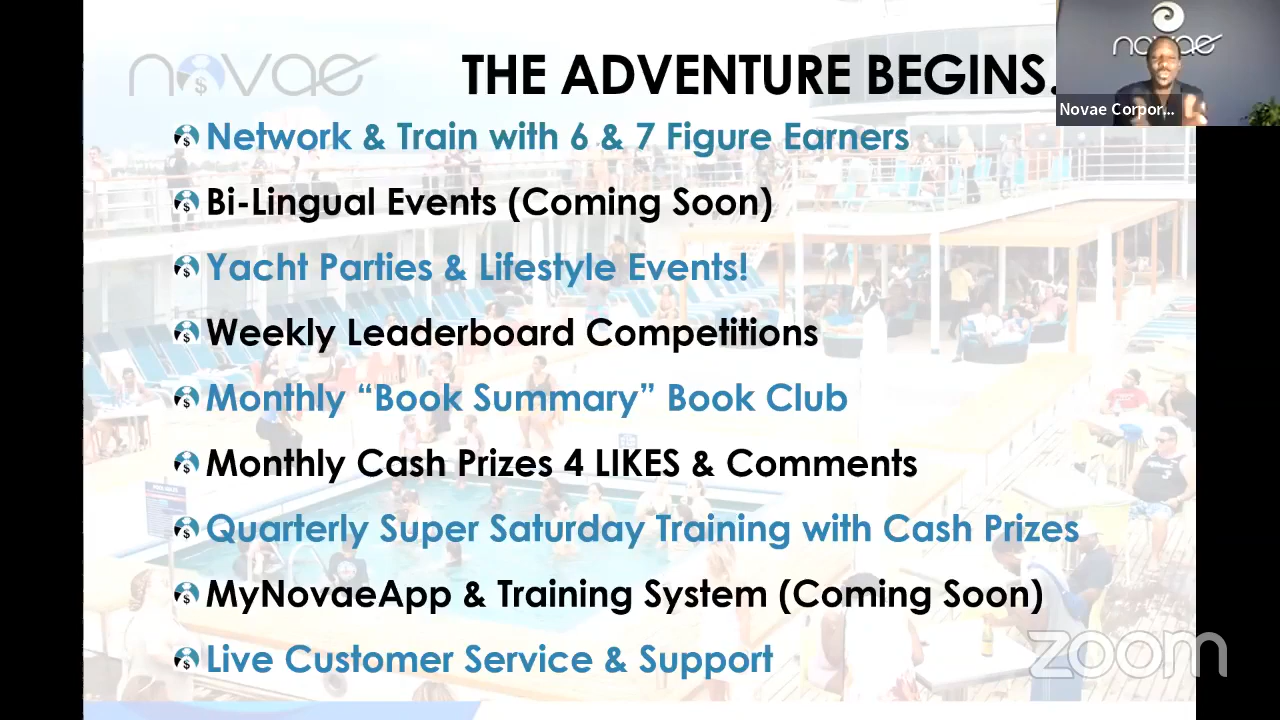 novae
$
THE ADVENTURE BEGINS.
novae
Novae Corpor...
Network & Train with 6 & 7 Figure Earners
Bi-Lingual Events (Coming Soon)
Yacht Parties & Lifestyle Events!
Weekly Leaderboard Competitions
Monthly “Book Summary” Book Club
Monthly Cash Prizes 4 LIKES & Comments
Quarterly Super Saturday Training with Cash Prizes
MyNovaeApp & Training System (Coming Soon)
Live Customer Service & Support
zoom